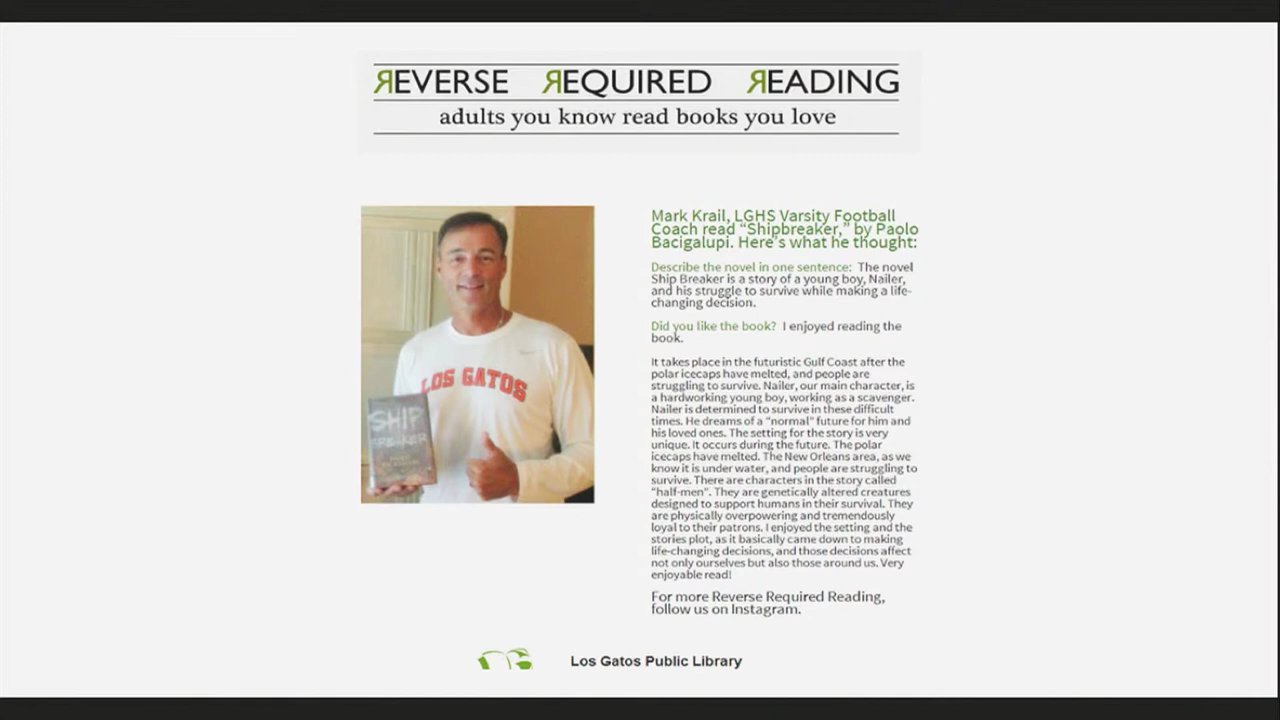 REVERSE REQUIRED READING
adults you know read books you love
LOS GATOS
SHIP
BREAKER
Mark Krail, LGHS Varsity Football
Coach read “Shipbreaker,” by Paolo
Bacigalupi. Here’s what he thought:
Describe the novel in one sentence: The novel
Ship Breaker is a story of a young boy, Nailer,
and his struggle to survive while making a life-
changing decision.
Did you like the book? I enjoyed reading the
book.
It takes place in the futuristic Gulf Coast after the
polar icecaps have melted, and people are
struggling to survive. Nailer, our main character, is
a hardworking young boy, working as a scavenger.
Nailer is determined to survive in these difficult
times. He dreams of a “normal” future for him and
his loved ones. The setting for the story is very
unique. It occurs during the future. The polar
icecaps have melted. The New Orleans area, as we
know it is under water, and people are struggling to
survive. There are characters in the story called
“half-men”. They are genetically altered creatures
designed to support humans in their survival. They
are physically overpowering and tremendously
loyal to their patrons. I enjoyed the setting and the
stories plot, as it basically came down to making
life-changing decisions, and those decisions affect
not only ourselves but also those around us. Very
enjoyable read!
For more Reverse Required Reading,
follow us on Instagram.
Los Gatos Public Library